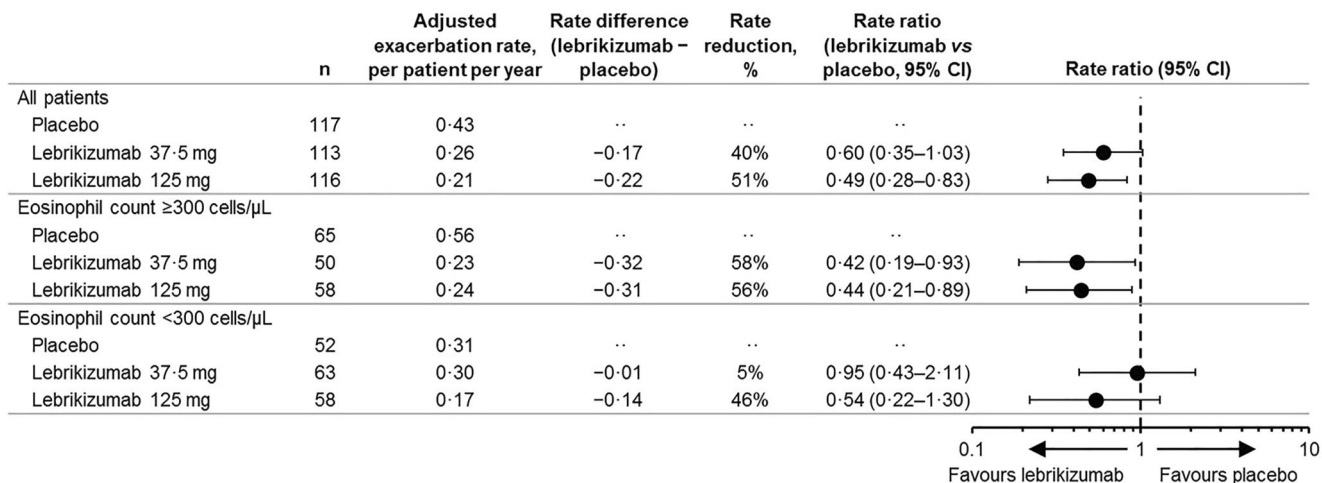 Adjusted Rate difference Rate Rate ratio
exacerbation rate, (lebrikizumab − reduction, (lebrikizumab vs
n per patient per year placebo) % placebo, 95% CI) Rate ratio (95% CI)
All patients
Placebo 117 0·43 ·· ·· ··
Lebrikizumab 37·5 mg 113 0·26 −0·17 40% 0·60 (0·35–1·03)
Lebrikizumab 125 mg 116 0·21 −0·22 51% 0·49 (0·28–0·83)
Eosinophil count ≥300 cells/µL
Placebo 65 0·56 ·· ·· ··
Lebrikizumab 37·5 mg 50 0·23 −0·32 58% 0·42 (0·19–0·93)
Lebrikizumab 125 mg 58 0·24 −0·31 56% 0·44 (0·21–0·89)
Eosinophil count <300 cells/µL
Placebo 52 0·31 ·· ·· ··
Lebrikizumab 37·5 mg 63 0·30 −0·01 5% 0·95 (0·43–2·11)
Lebrikizumab 125 mg 58 0·17 −0·14 46% 0·54 (0·22–1·30)
0.1 1 10
Favours lebrikizumab Favours placebo